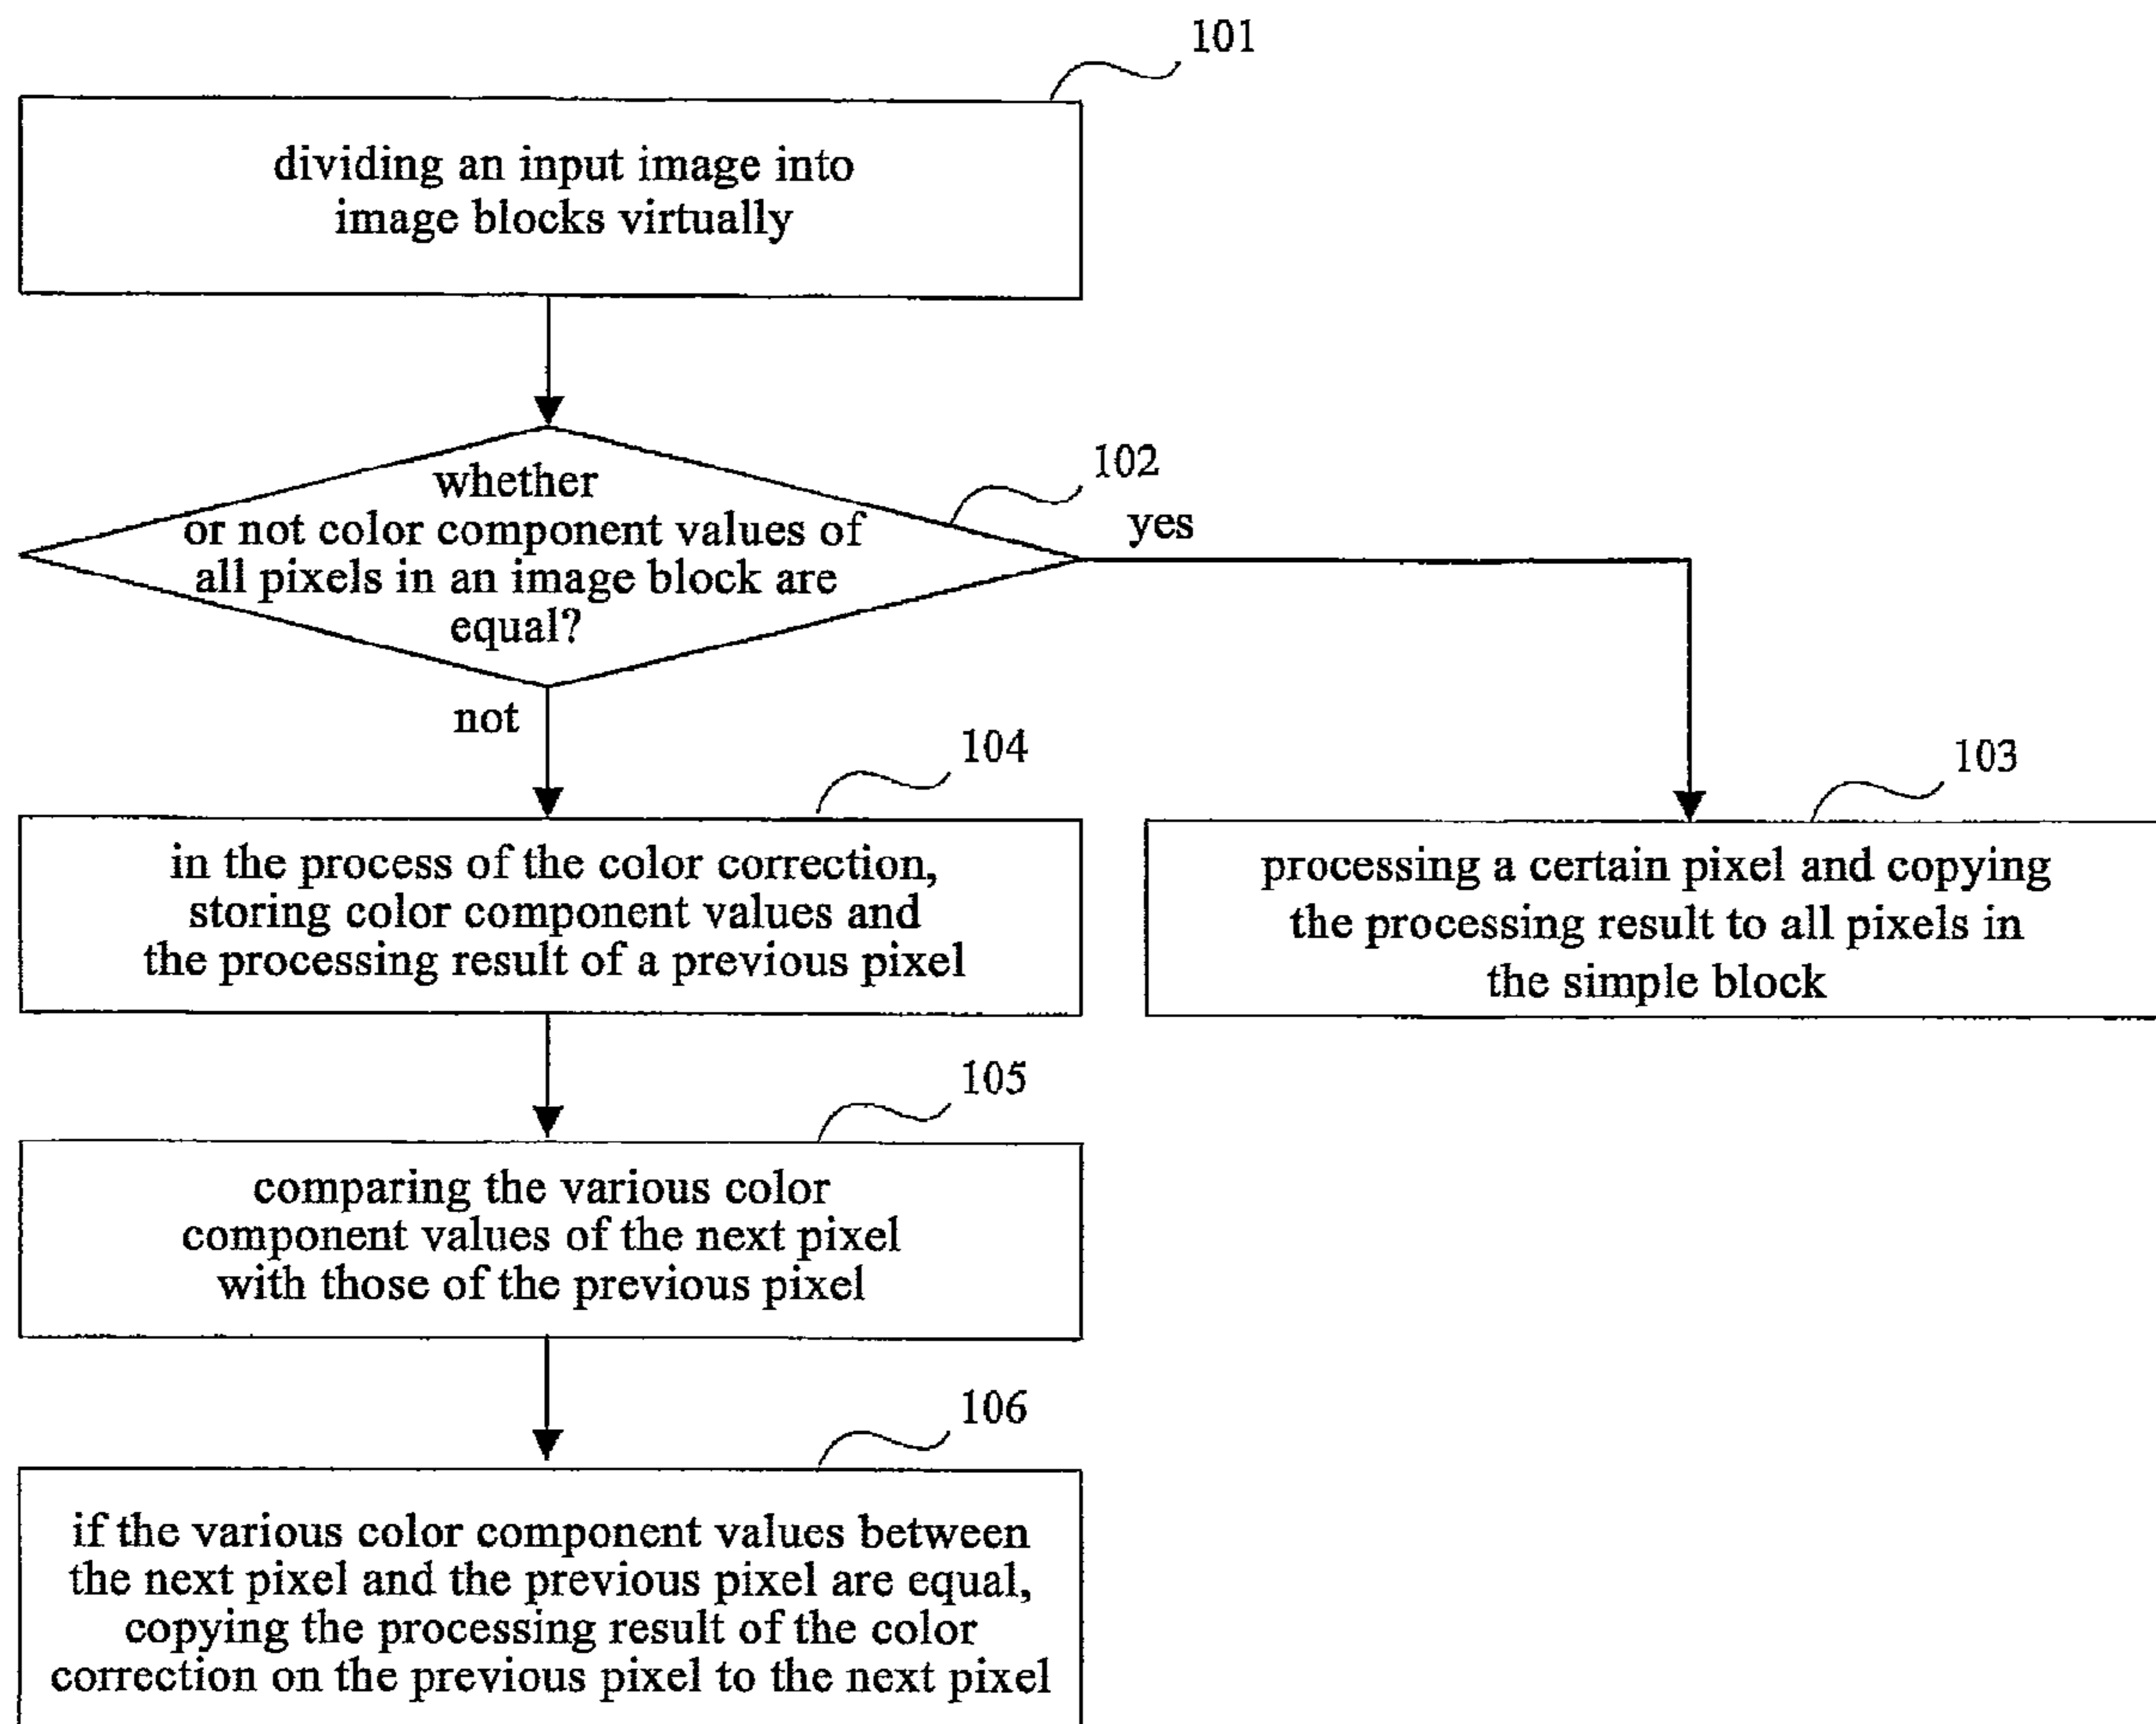 101
dividing an input image into
image blocks virtually
102
whether
or not color component values of
all pixels in an image block are
equal?
yes
not
104
in the process of the color correction,
storing color component values and
the processing result of a previous pixel
103
processing a certain pixel and copying
the processing result to all pixels in
the simple block
105
comparing the various color
component values of the next pixel
with those of the previous pixel
106
if the various color component values between
the next pixel and the previous pixel are equal,
copying the processing result of the color
correction on the previous pixel to the next pixel